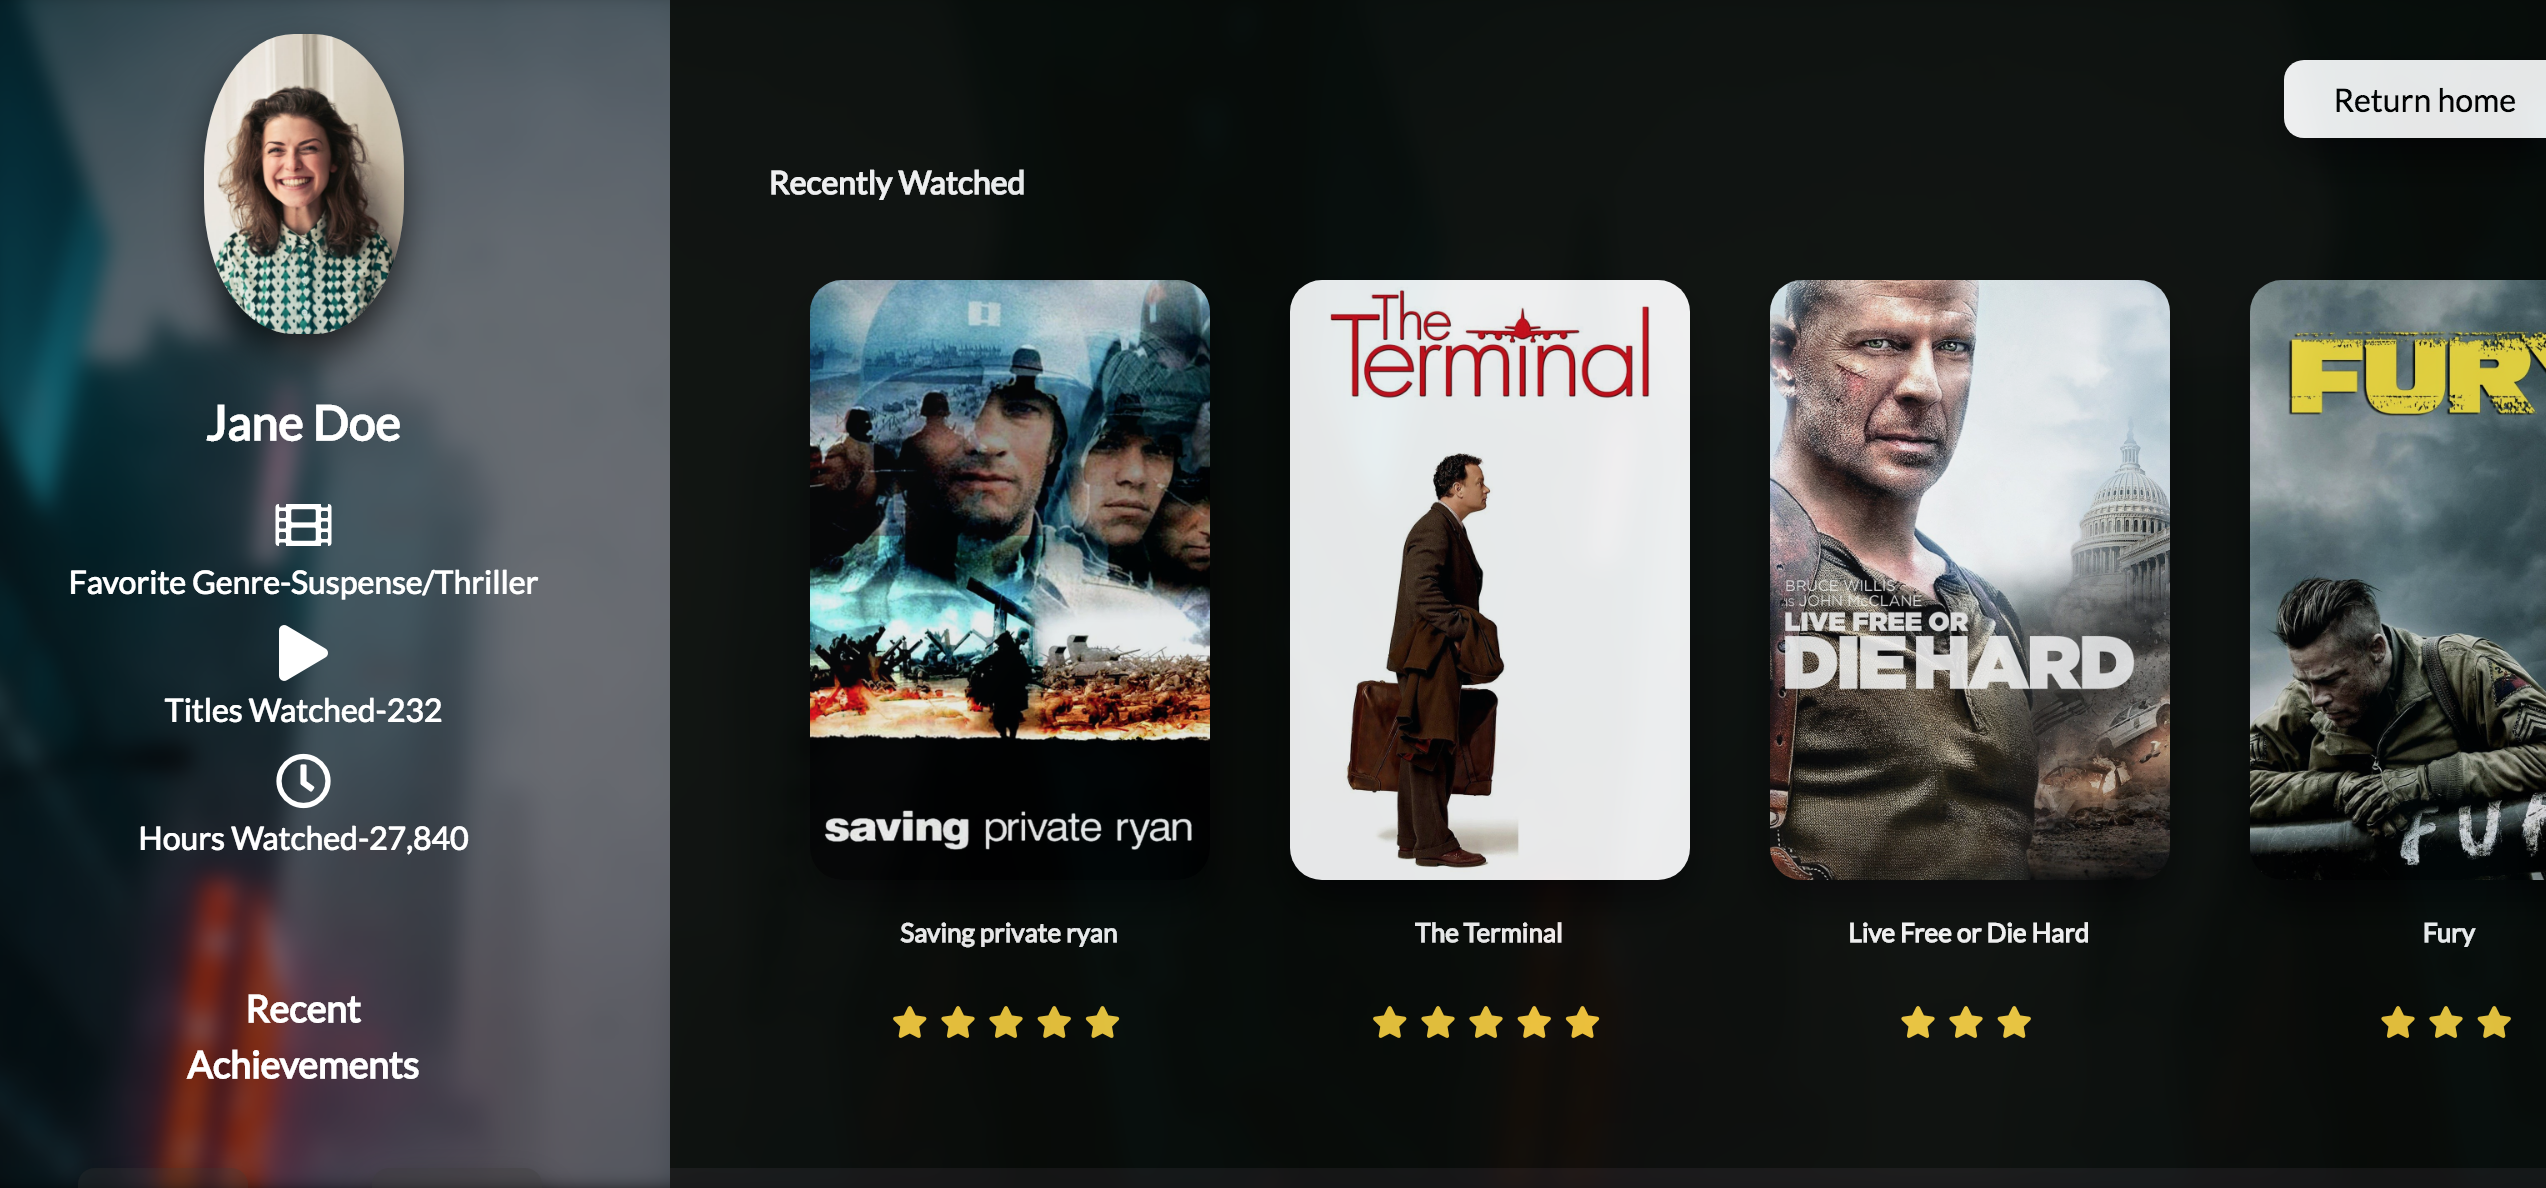 Jane Doe
Favorite Genre-Suspense/Thriller
Titles Watched-232
Hours Watched-27,840
Recent
Achievements
Return home
Recently Watched
The
Terminal
BRUCE WILLIS
IS JOHN McCLANE
LIVE FREE OR
DIE HARD
FURY
FUR
saving private ryan
Saving private ryan
The Terminal
Live Free or Die Hard
Fury